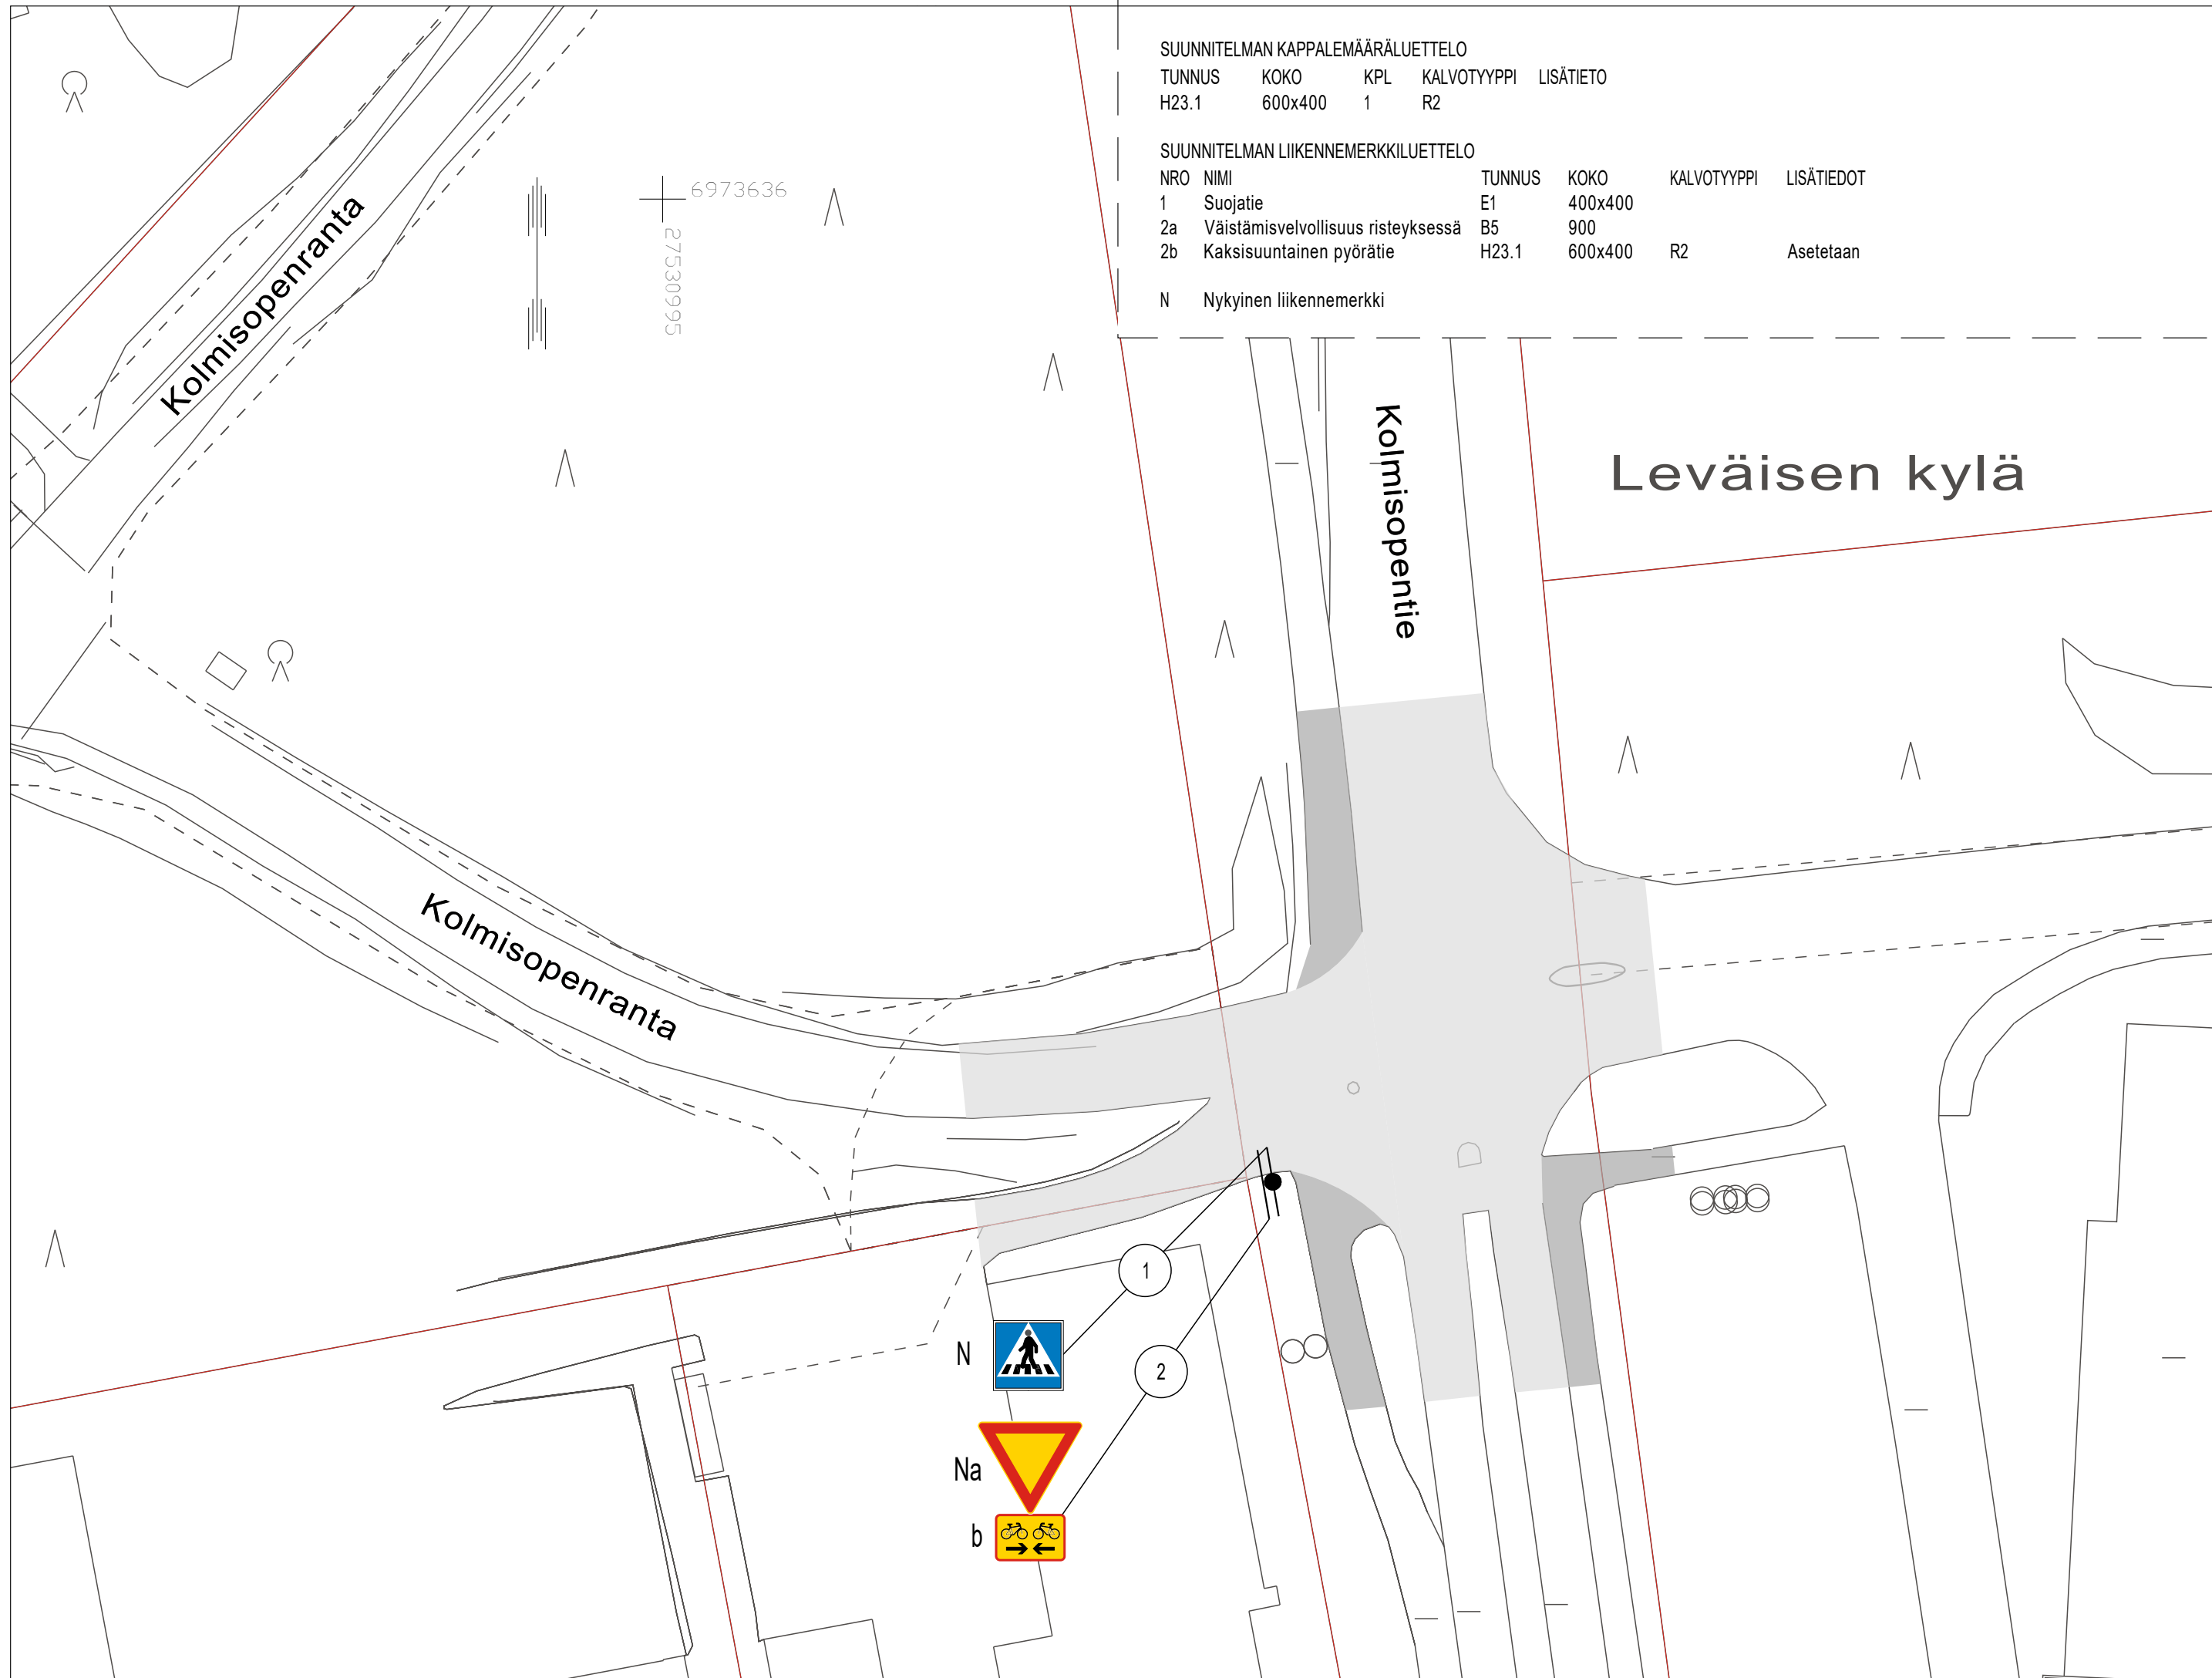 SUUNNITELMAN KAPPALEMÄÄRÄLUETTELO
TUNNUS KOKO KPL KALVOTYYPPI LISÄTIETO
H23.1 600x400 1 R2
SUUNNITELMAN LIIKENNEMERKKILUETTELO
NRO NIMI TUNNUS KOKO KALVOTYYPPI LISÄTIEDOT
1 Suojatie E1 400x400
2a Väistämisvelvollisuus risteyksessä B5 900
2b Kaksisuuntainen pyörätie H23.1 600x400 R2 Asetetaan
N Nykyinen liikennemerkki
6973636
27530995
Kolmisopenranta
Kolmisopentie
Leväisen kylä
Kolmisopenranta
1
N
2
Na
b